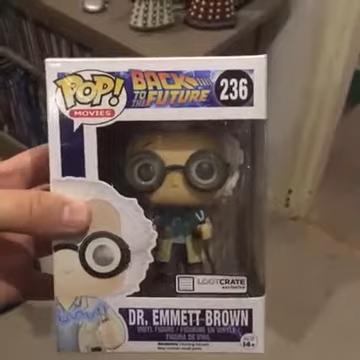 POP!
MOVIES
BACK
TO THE
FUTURE
236
LOOTCRATE
EXCLUSIVE
DR. EMMETT BROWN
VINYL FIGURE / FIGURINE EN VINYLE /
FIGURA DE VINIL
14+